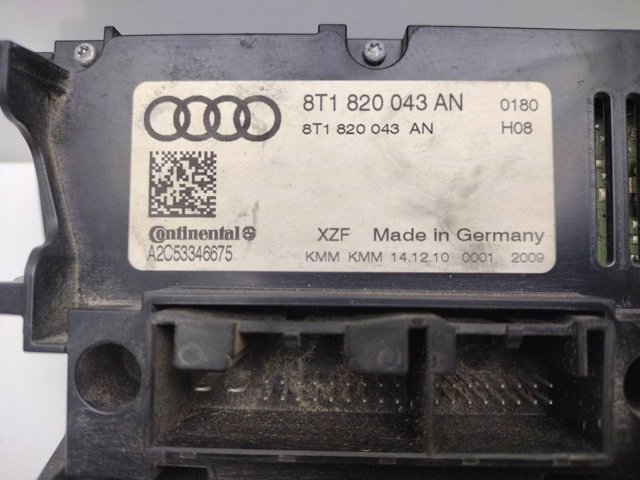 8T1 820 043 AN 0180
8T1 820 043 AN H08
Continental
A2C53346675
XZF Made in Germany
KMM KMM 14.12.10 0001 2009